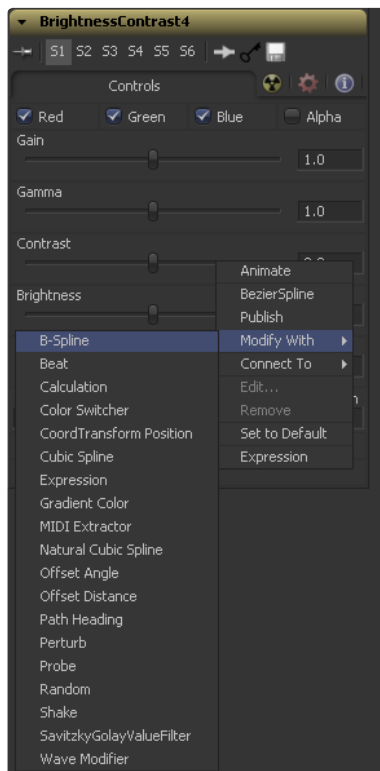 BrightnessContrast4
S1 S2 S3 S4 S5 S6
Controls
Red Green Blue Alpha
Gain
1.0
Gamma
1.0
Contrast
Animate
Brightness
BezierSpline
Publish
B-Spline
Modify With
Beat
Connect To
Calculation
Edit...
Color Switcher
Remove
CoordTransform Position
Set to Default
Cubic Spline
Expression
Expression
Gradient Color
MIDI Extractor
Natural Cubic Spline
Offset Angle
Offset Distance
Path Heading
Perturb
Probe
Random
Shake
SavitzkyGolayValueFilter
Wave Modifier